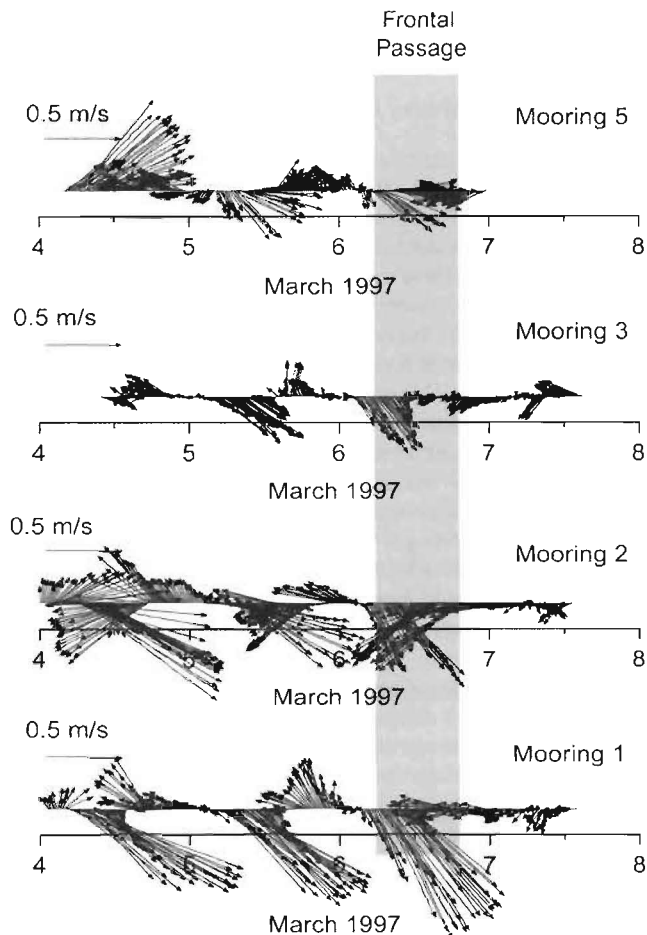 Frontal
Passage
0.5 m/s
Mooring 5
4 5 6 7 8
March 1997
0.5 m/s
Mooring 3
4 5 6 7 8
March 1997
0.5 m/s
Mooring 2
4 5 6 7 8
March 1997
0.5 m/s
Mooring 1
4 5 6 7 8
March 1997